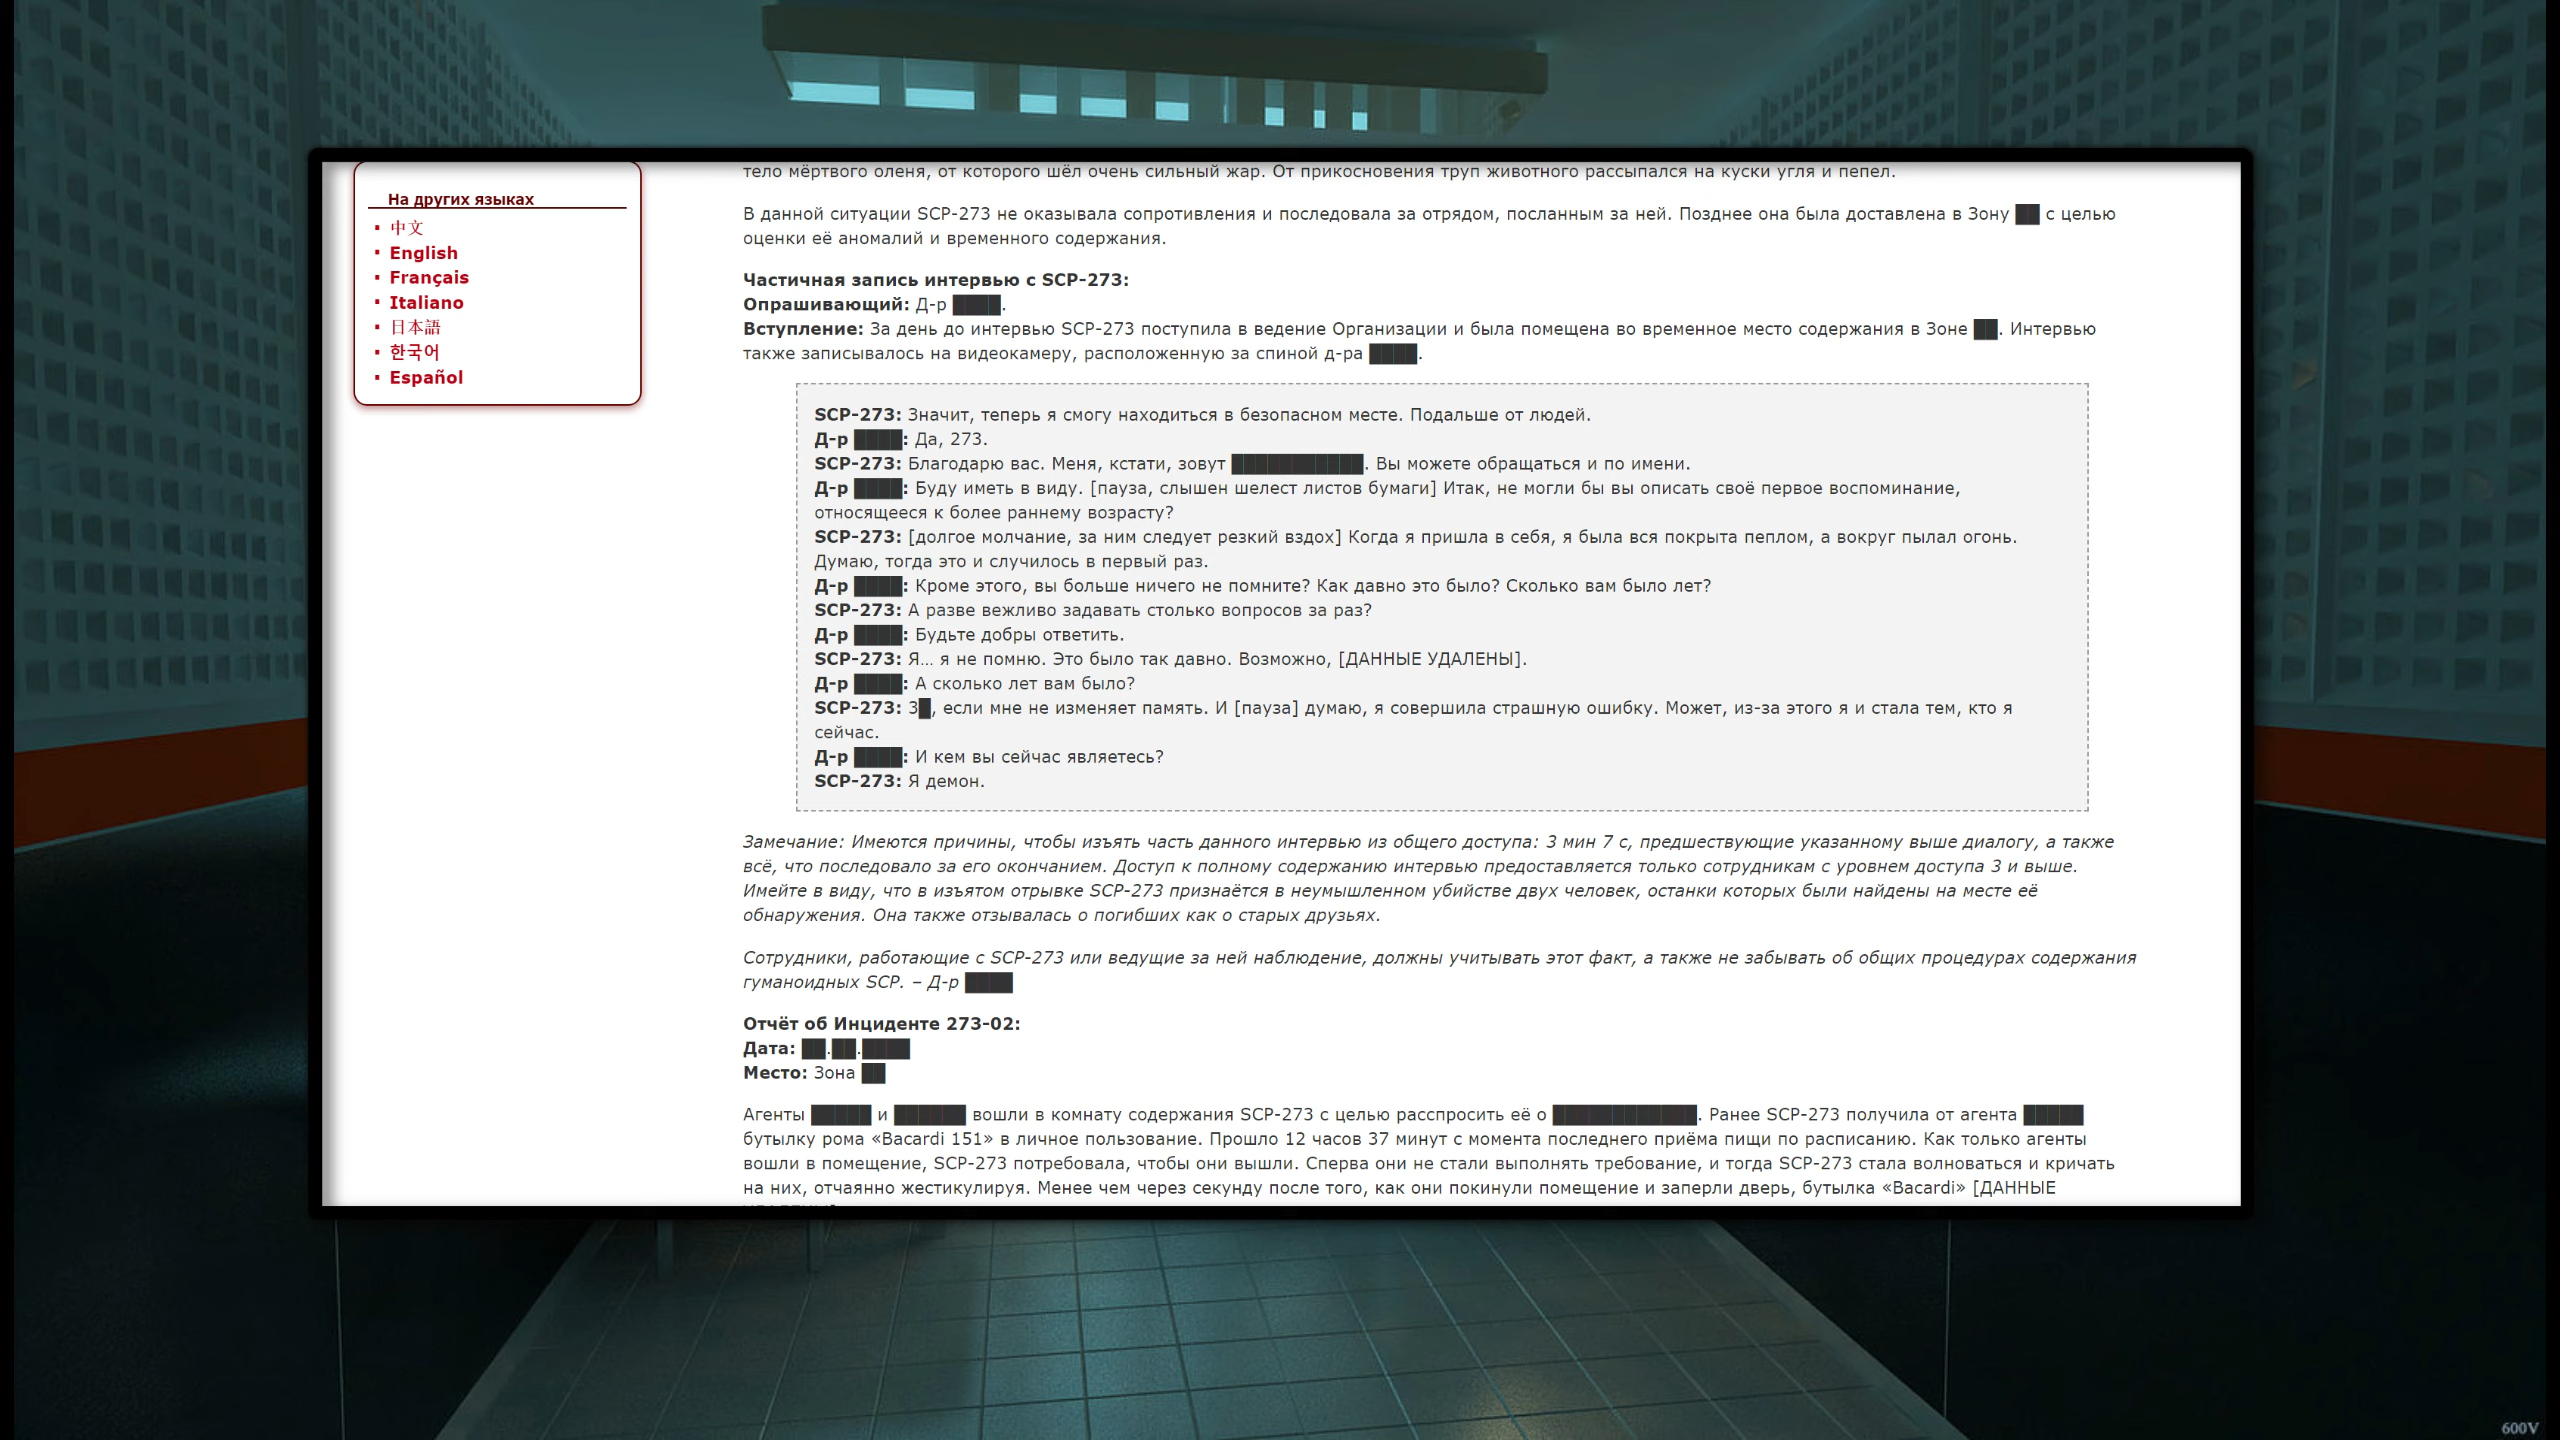 На других языках
中文
English
Français
Italiano
日本語
한국어
Español
тело мёртвого оленя, от которого шёл очень сильный жар. От прикосновения труп животного рассыпался на куски угля и пепел.
В данной ситуации SCP-273 не оказывала сопротивления и последовала за отрядом, посланным за ней. Позднее она была доставлена в Зону ██ с целью
оценки её аномалий и временного содержания.
Частичная запись интервью с SCP-273:
Опрашивающий: Д-р ████.
Вступление: За день до интервью SCP-273 поступила в ведение Организации и была помещена во временное место содержания в Зоне ██. Интервью
также записывалось на видеокамеру, расположенную за спиной д-ра ████.
SCP-273: Значит, теперь я смогу находиться в безопасном месте. Подальше от людей.
Д-р ████: Да, 273.
SCP-273: Благодарю вас. Меня, кстати, зовут ███████████. Вы можете обращаться и по имени.
Д-р ████: Буду иметь в виду. [пауза, слышен шелест листов бумаги] Итак, не могли бы вы описать своё первое воспоминание,
относящееся к более раннему возрасту?
SCP-273: [долгое молчание, за ним следует резкий вздох] Когда я пришла в себя, я была вся покрыта пеплом, а вокруг пылал огонь.
Думаю, тогда это и случилось в первый раз.
Д-р ████: Кроме этого, вы больше ничего не помните? Как давно это было? Сколько вам было лет?
SCP-273: А разве вежливо задавать столько вопросов за раз?
Д-р ████: Будьте добры ответить.
SCP-273: Я… я не помню. Это было так давно. Возможно, [ДАННЫЕ УДАЛЕНЫ].
Д-р ████: А сколько лет вам было?
SCP-273: 3█, если мне не изменяет память. И [пауза] думаю, я совершила страшную ошибку. Может, из-за этого я и стала тем, кто я
сейчас.
Д-р ████: И кем вы сейчас являетесь?
SCP-273: Я демон.
Замечание: Имеются причины, чтобы изъять часть данного интервью из общего доступа: 3 мин 7 с, предшествующие указанному выше диалогу, а также
всё, что последовало за его окончанием. Доступ к полному содержанию интервью предоставляется только сотрудникам с уровнем доступа 3 и выше.
Имейте в виду, что в изъятом отрывке SCP-273 признаётся в неумышленном убийстве двух человек, останки которых были найдены на месте её
обнаружения. Она также отзывалась о погибших как о старых друзьях.
Сотрудники, работающие с SCP-273 или ведущие за ней наблюдение, должны учитывать этот факт, а также не забывать об общих процедурах содержания
гуманоидных SCP. – Д-р ████
Отчёт об Инциденте 273-02:
Дата: ██.██.████
Место: Зона ██
Агенты █████ и ██████ вошли в комнату содержания SCP-273 с целью расспросить её о ████████████. Ранее SCP-273 получила от агента █████
бутылку рома «Bacardi 151» в личное пользование. Прошло 12 часов 37 минут с момента последнего приёма пищи по расписанию. Как только агенты
вошли в помещение, SCP-273 потребовала, чтобы они вышли. Сперва они не стали выполнять требование, и тогда SCP-273 стала волноваться и кричать
на них, отчаянно жестикулируя. Менее чем через секунду после того, как они покинули помещение и заперли дверь, бутылка «Bacardi» [ДАННЫЕ
600V